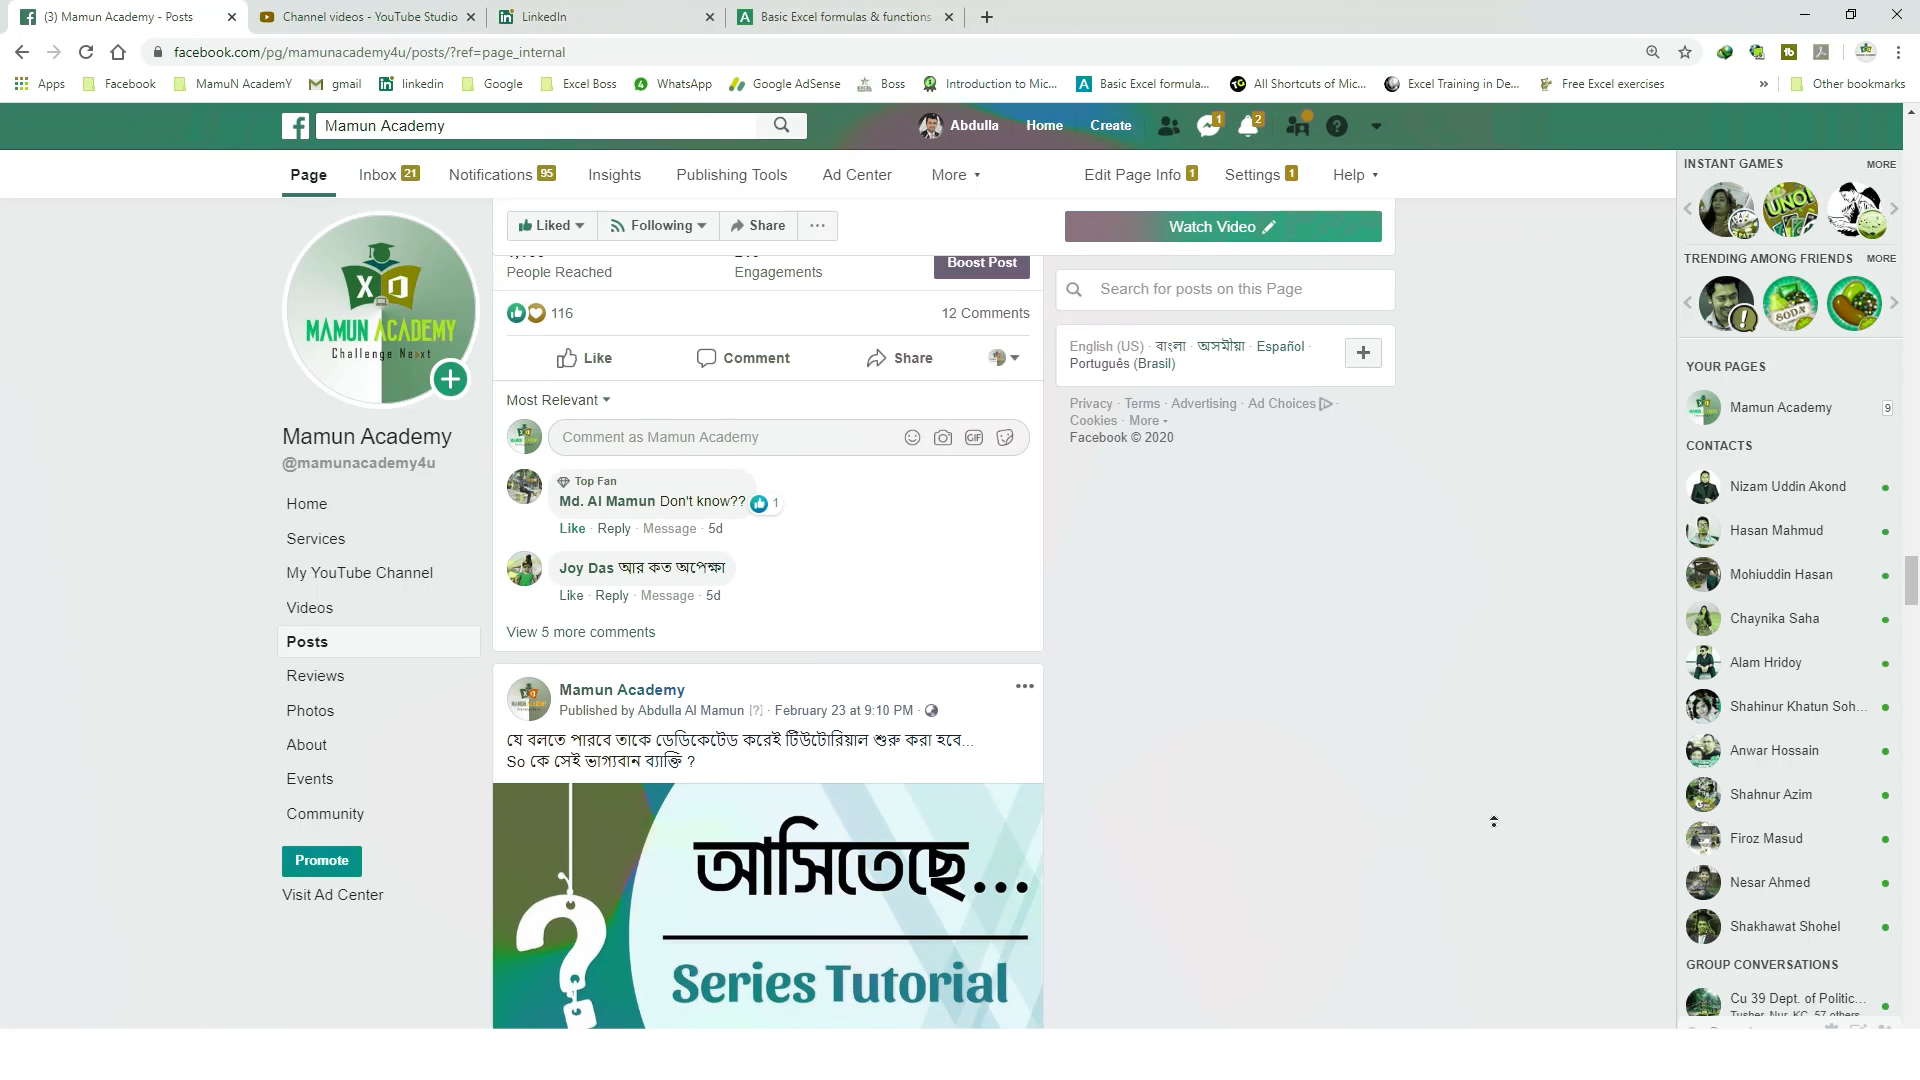 (3) Mamun Academy - Posts
Channel videos - YouTube Studio
LinkedIn
Basic Excel formulas & functions
facebook.com/pg/mamunacademy4u/posts/?ref=page_internal
Apps Facebook MamuN AcademY gmail linkedin Google Excel Boss WhatsApp Google AdSense Boss Introduction to Mic... Basic Excel formula... All Shortcuts of Mic... Excel Training in De... Free Excel exercises » Other bookmarks
Mamun Academy
Abdulla Home Create 1 2
Page Inbox 21 Notifications 95 Insights Publishing Tools Ad Center More Edit Page Info 1 Settings 1 Help
Liked Following Share ...
Watch Video
MAMUN ACADEMY
Challenge Next
Mamun Academy
@mamunacademy4u
Home
Services
My YouTube Channel
Videos
Posts
Reviews
Photos
About
Events
Community
Promote
Visit Ad Center
People Reached
Engagements
Boost Post
116
12 Comments
Like Comment Share
Most Relevant
Comment as Mamun Academy
GIF
Top Fan
Md. Al Mamun Don't know??
1
Like · Reply · Message · 5d
Joy Das আর কত অপেক্ষা
Like · Reply · Message · 5d
View 5 more comments
Mamun Academy
Published by Abdulla Al Mamun [?] · February 23 at 9:10 PM ·
যে বলতে পারবে তাকে ডেডিকেটেড করেই টিউটোরিয়াল শুরু করা হবে...
So কে সেই ভাগ্যবান ব্যাক্তি ?
আসিতেছে...
Series Tutorial
Search for posts on this Page
English (US) · বাংলা · অসমীয়া · Español ·
Português (Brasil)
Privacy · Terms · Advertising · Ad Choices ·
Cookies · More
Facebook © 2020
INSTANT GAMES MORE
UNO!
TRENDING AMONG FRIENDS MORE
SODA
YOUR PAGES
Mamun Academy 9
CONTACTS
Nizam Uddin Akond
Hasan Mahmud
Mohiuddin Hasan
Chaynika Saha
Alam Hridoy
Shahinur Khatun Soh...
Anwar Hossain
Shahnur Azim
Firoz Masud
Nesar Ahmed
Shakhawat Shohel
GROUP CONVERSATIONS
Cu 39 Dept. of Politic...
Tusher, Nur, KC, 57 others